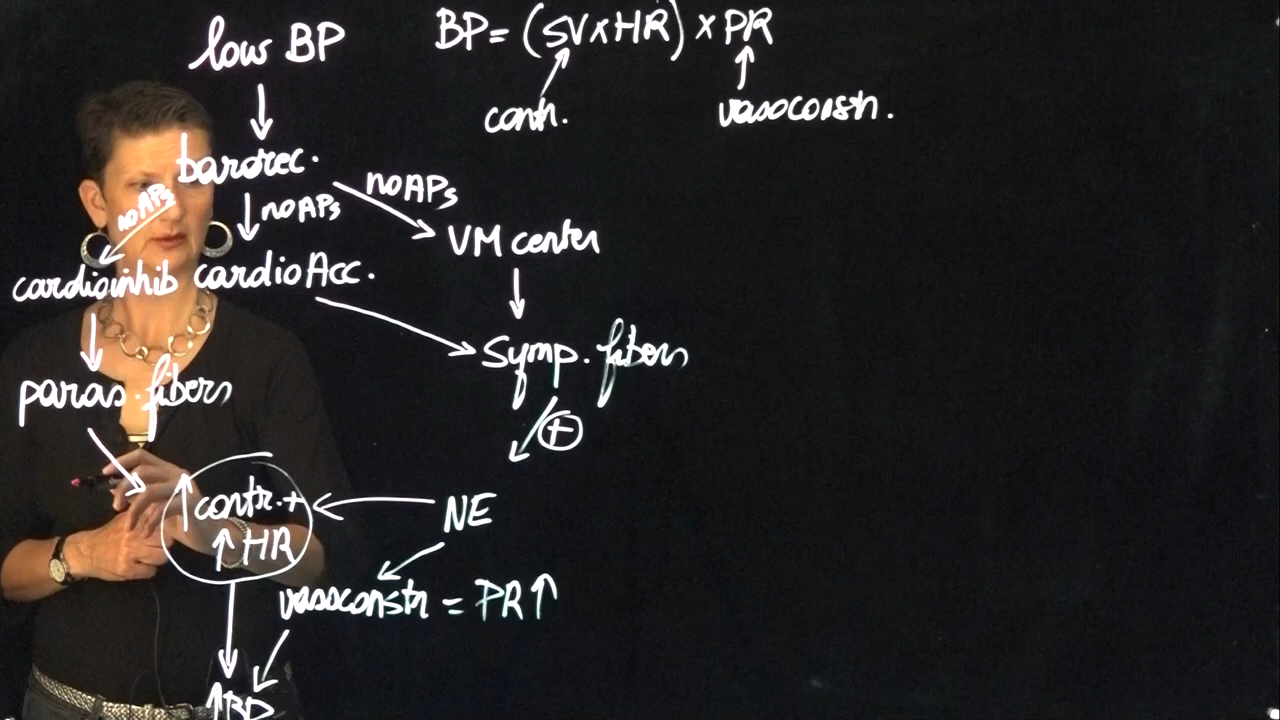 low BP
BP= (SV×HR) × PR
contr.
vasoconstr.
barorec.
no APs
no APs
no APs
VM center
cardioinhib
cardioAcc.
Symp. fibers
paras. fibers
+
↑ contr. +
↑ HR
NE
vasoconstr = PR↑
↑BP